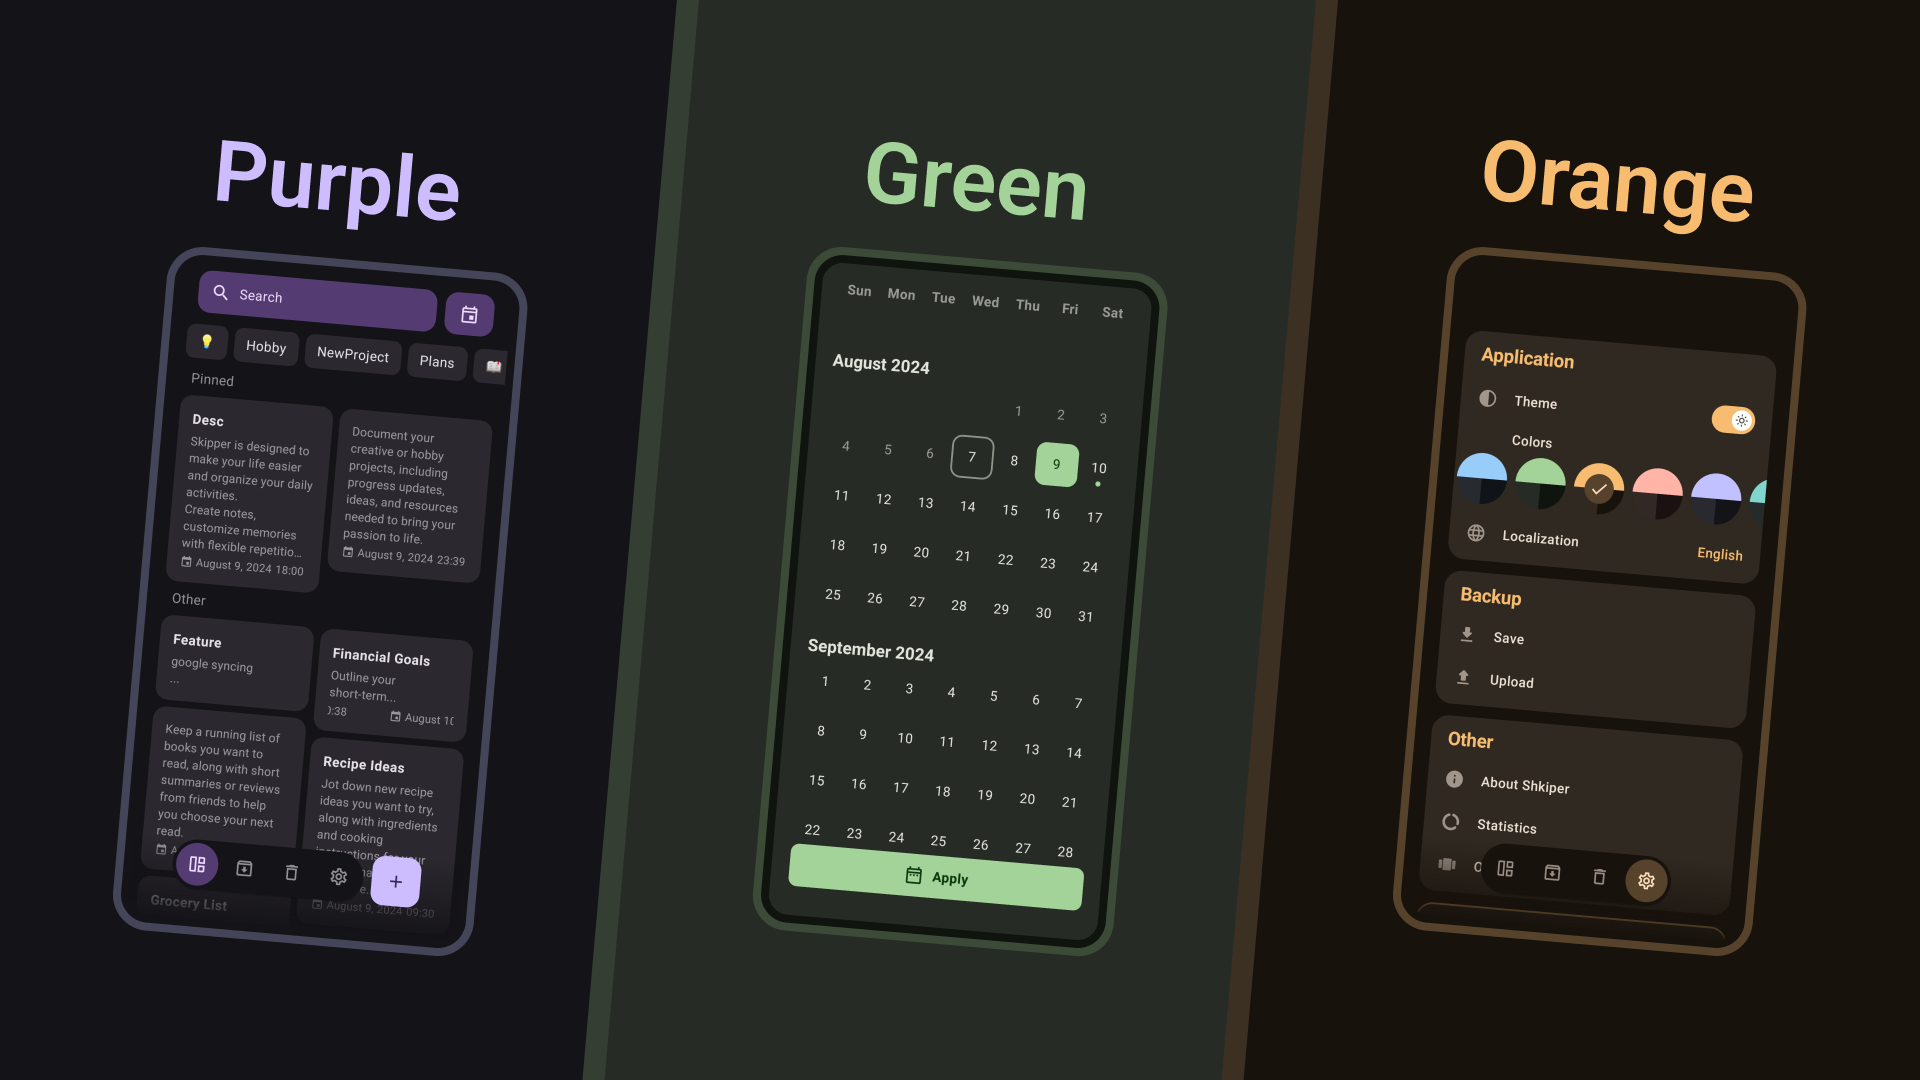 Purple
Search
Hobby
NewProject
Plans
Pinned
Desc
Skipper is designed to
make your life easier
and organize your daily
activities.
Create notes,
customize memories
with flexible repetitio...
August 9, 2024 18:00
Document your
creative or hobby
projects, including
progress updates,
ideas, and resources
needed to bring your
passion to life.
August 9, 2024 23:39
Other
Feature
google syncing
...
Financial Goals
Outline your
short-term...
):38
August 10
Keep a running list of
books you want to
read, along with short
summaries or reviews
from friends to help
you choose your next
read.
Recipe Ideas
Jot down new recipe
ideas you want to try,
along with ingredients
and cooking
August 9, 2024 09:30
Grocery List
+
Green
Sun Mon Tue Wed Thu Fri Sat
August 2024
1 2 3
4 5 6 7 8 9 10
11 12 13 14 15 16 17
18 19 20 21 22 23 24
25 26 27 28 29 30 31
September 2024
1 2 3 4 5 6 7
8 9 10 11 12 13 14
15 16 17 18 19 20 21
22 23 24 25 26 27 28
Apply
Orange
Application
Theme
Colors
Localization
English
Backup
Save
Upload
Other
About Shkiper
Statistics